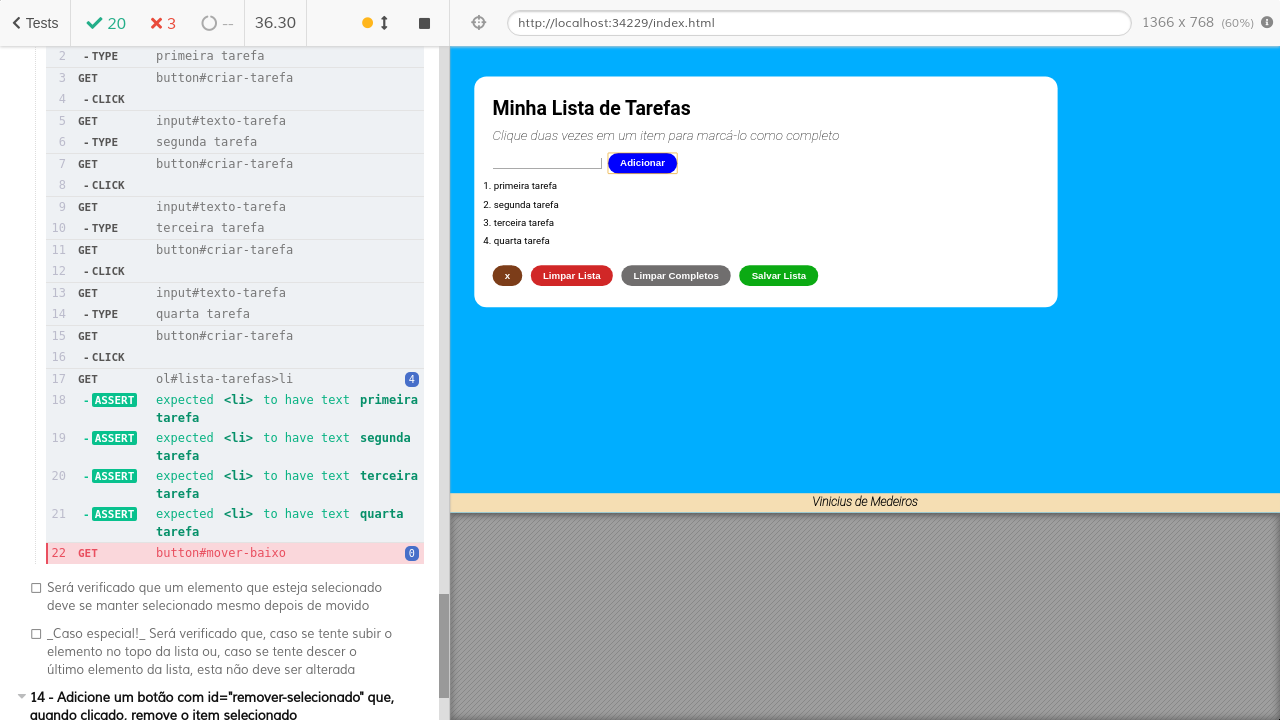 Tests 20 3 -- 36.30 http://localhost:34229/index.html 1366 x 768 (60%)
2 - TYPE primeira tarefa
3 GET button#criar-tarefa
4 - CLICK
5 GET input#texto-tarefa
6 - TYPE segunda tarefa
7 GET button#criar-tarefa
8 - CLICK
9 GET input#texto-tarefa
10 - TYPE terceira tarefa
11 GET button#criar-tarefa
12 - CLICK
13 GET input#texto-tarefa
14 - TYPE quarta tarefa
15 GET button#criar-tarefa
16 - CLICK
17 GET ol#lista-tarefas>li 4
18 - ASSERT expected <li> to have text primeira
tarefa
19 - ASSERT expected <li> to have text segunda
tarefa
20 - ASSERT expected <li> to have text terceira
tarefa
21 - ASSERT expected <li> to have text quarta
tarefa
22 GET button#mover-baixo 0
Será verificado que um elemento que esteja selecionado
deve se manter selecionado mesmo depois de movido
_Caso especial!_ Será verificado que, caso se tente subir o
elemento no topo da lista ou, caso se tente descer o
último elemento da lista, esta não deve ser alterada
14 - Adicione um botão com id="remover-selecionado" que,
quando clicado, remove o item selecionado
Minha Lista de Tarefas
Clique duas vezes em um item para marcá-lo como completo
Adicionar
1. primeira tarefa
2. segunda tarefa
3. terceira tarefa
4. quarta tarefa
x Limpar Lista Limpar Completos Salvar Lista
Vinicius de Medeiros